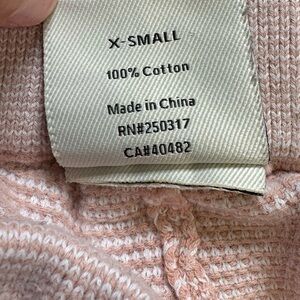 X-SMALL
100% Cotton
Made in China
RN#250317
CA#40482